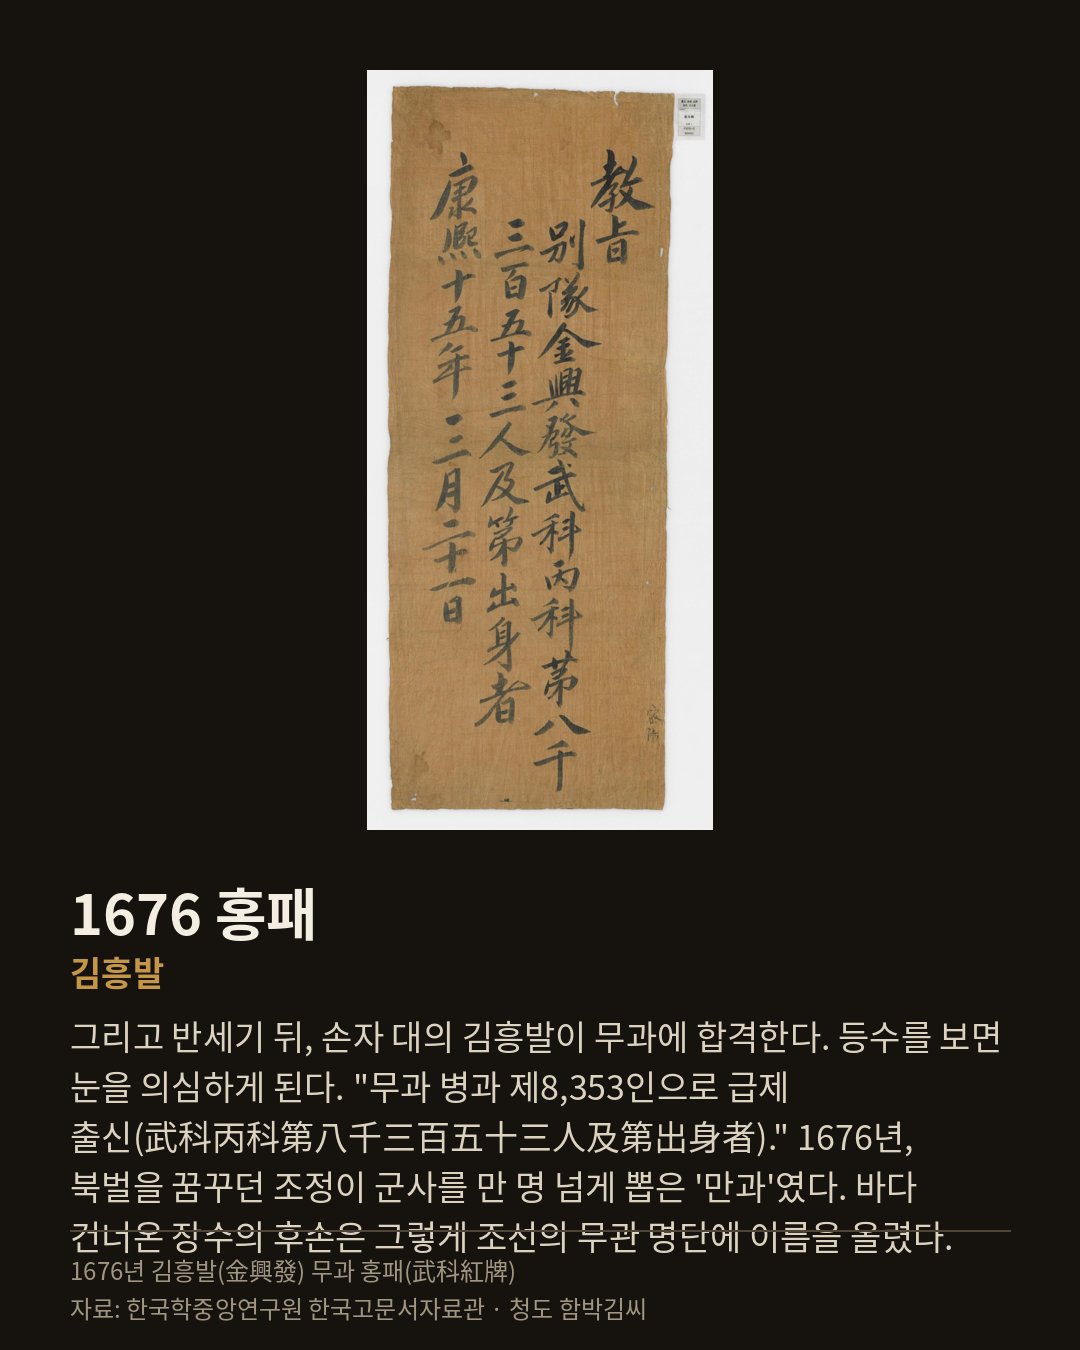 教旨
別隊金興發武科丙科第八千
三百五十三人及第出身者
康熙十五年三月二十一日
1676 홍패
김흥발
그리고 반세기 뒤, 손자 대의 김흥발이 무과에 합격한다. 등수를 보면
눈을 의심하게 된다. "무과 병과 제8,353인으로 급제
출신(武科丙科第八千三百五十三人及第出身者)." 1676년,
북벌을 꿈꾸던 조정이 군사를 만 명 넘게 뽑은 '만과'였다. 바다
건너온 장수의 후손은 그렇게 조선의 무관 명단에 이름을 올렸다.
1676년 김흥발(金興發) 무과 홍패(武科紅牌)
자료: 한국학중앙연구원 한국고문서자료관 · 청도 함박김씨